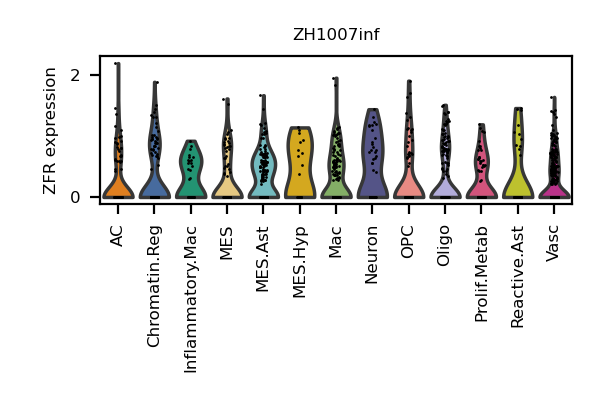 ZH1007inf
ZFR expression
2
0
AC
Chromatin.Reg
Inflammatory.Mac
MES
MES.Ast
MES.Hyp
Mac
Neuron
OPC
Oligo
Prolif.Metab
Reactive.Ast
Vasc